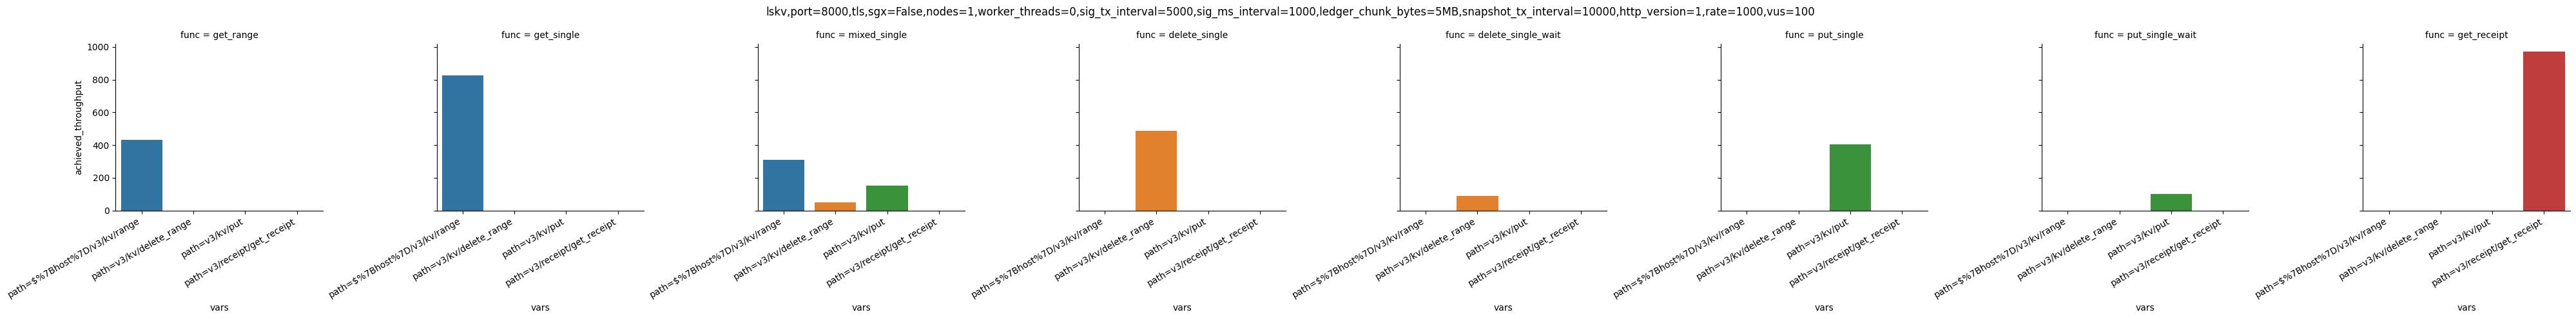 lskv,port=8000,tls,sgx=False,nodes=1,worker_threads=0,sig_tx_interval=5000,sig_ms_interval=1000,ledger_chunk_bytes=5MB,snapshot_tx_interval=10000,http_version=1,rate=1000,vus=100
func = get_range
func = get_single
func = mixed_single
func = delete_single
func = delete_single_wait
func = put_single
func = put_single_wait
func = get_receipt
achieved_throughput
1000
800
600
400
200
0
path=$%7Bhost%7D/v3/kv/range
path=v3/kv/delete_range
path=v3/kv/put
path=v3/receipt/get_receipt
vars
path=$%7Bhost%7D/v3/kv/range
path=v3/kv/delete_range
path=v3/kv/put
path=v3/receipt/get_receipt
vars
path=$%7Bhost%7D/v3/kv/range
path=v3/kv/delete_range
path=v3/kv/put
path=v3/receipt/get_receipt
vars
path=$%7Bhost%7D/v3/kv/range
path=v3/kv/delete_range
path=v3/kv/put
path=v3/receipt/get_receipt
vars
path=$%7Bhost%7D/v3/kv/range
path=v3/kv/delete_range
path=v3/kv/put
path=v3/receipt/get_receipt
vars
path=$%7Bhost%7D/v3/kv/range
path=v3/kv/delete_range
path=v3/kv/put
path=v3/receipt/get_receipt
vars
path=$%7Bhost%7D/v3/kv/range
path=v3/kv/delete_range
path=v3/kv/put
path=v3/receipt/get_receipt
vars
path=$%7Bhost%7D/v3/kv/range
path=v3/kv/delete_range
path=v3/kv/put
path=v3/receipt/get_receipt
vars